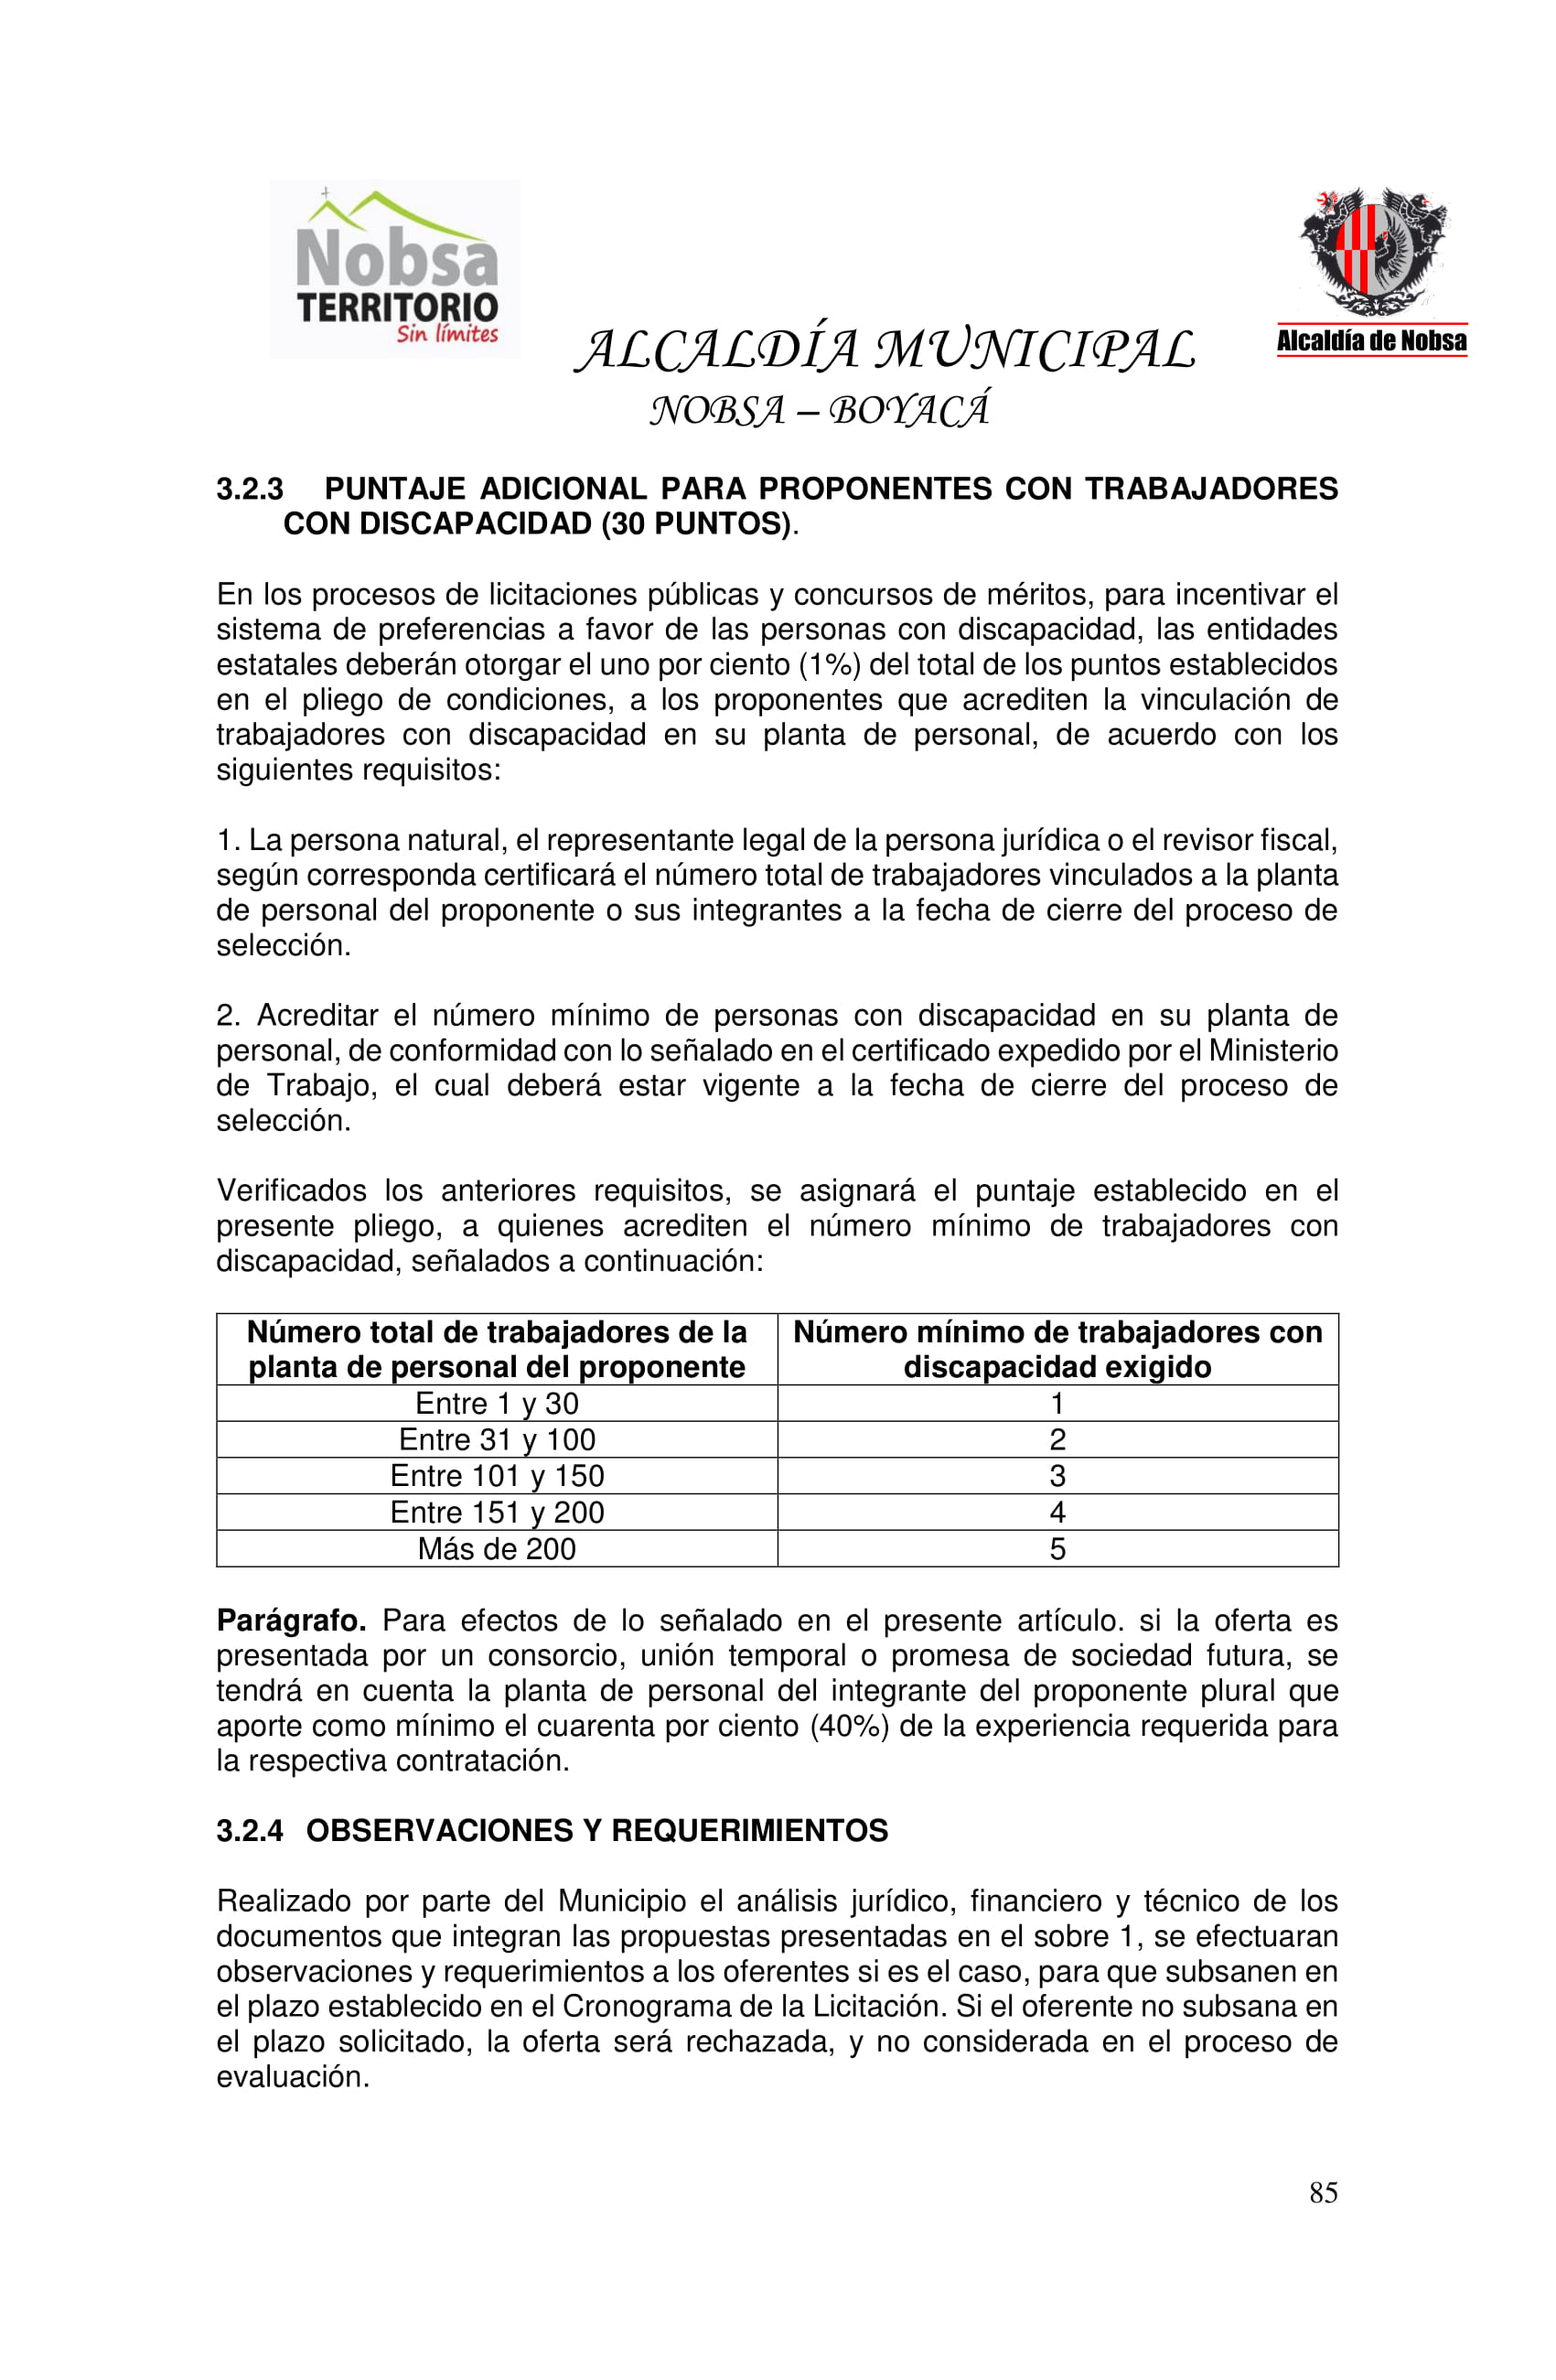 Nobsa
TERRITORIO
Sin límites
Alcaldía de Nobsa
ALCALDÍA MUNICIPAL
NOBSA – BOYACÁ
3.2.3 PUNTAJE ADICIONAL PARA PROPONENTES CON TRABAJADORES
CON DISCAPACIDAD (30 PUNTOS).
En los procesos de licitaciones públicas y concursos de méritos, para incentivar el
sistema de preferencias a favor de las personas con discapacidad, las entidades
estatales deberán otorgar el uno por ciento (1%) del total de los puntos establecidos
en el pliego de condiciones, a los proponentes que acrediten la vinculación de
trabajadores con discapacidad en su planta de personal, de acuerdo con los
siguientes requisitos:
1. La persona natural, el representante legal de la persona jurídica o el revisor fiscal,
según corresponda certificará el número total de trabajadores vinculados a la planta
de personal del proponente o sus integrantes a la fecha de cierre del proceso de
selección.
2. Acreditar el número mínimo de personas con discapacidad en su planta de
personal, de conformidad con lo señalado en el certificado expedido por el Ministerio
de Trabajo, el cual deberá estar vigente a la fecha de cierre del proceso de
selección.
Verificados los anteriores requisitos, se asignará el puntaje establecido en el
presente pliego, a quienes acrediten el número mínimo de trabajadores con
discapacidad, señalados a continuación:
Número total de trabajadores de la planta de personal del proponente Número mínimo de trabajadores con discapacidad exigido
Entre 1 y 30 1
Entre 31 y 100 2
Entre 101 y 150 3
Entre 151 y 200 4
Más de 200 5
Parágrafo. Para efectos de lo señalado en el presente artículo. si la oferta es
presentada por un consorcio, unión temporal o promesa de sociedad futura, se
tendrá en cuenta la planta de personal del integrante del proponente plural que
aporte como mínimo el cuarenta por ciento (40%) de la experiencia requerida para
la respectiva contratación.
3.2.4 OBSERVACIONES Y REQUERIMIENTOS
Realizado por parte del Municipio el análisis jurídico, financiero y técnico de los
documentos que integran las propuestas presentadas en el sobre 1, se efectuaran
observaciones y requerimientos a los oferentes si es el caso, para que subsanen en
el plazo establecido en el Cronograma de la Licitación. Si el oferente no subsana en
el plazo solicitado, la oferta será rechazada, y no considerada en el proceso de
evaluación.
85